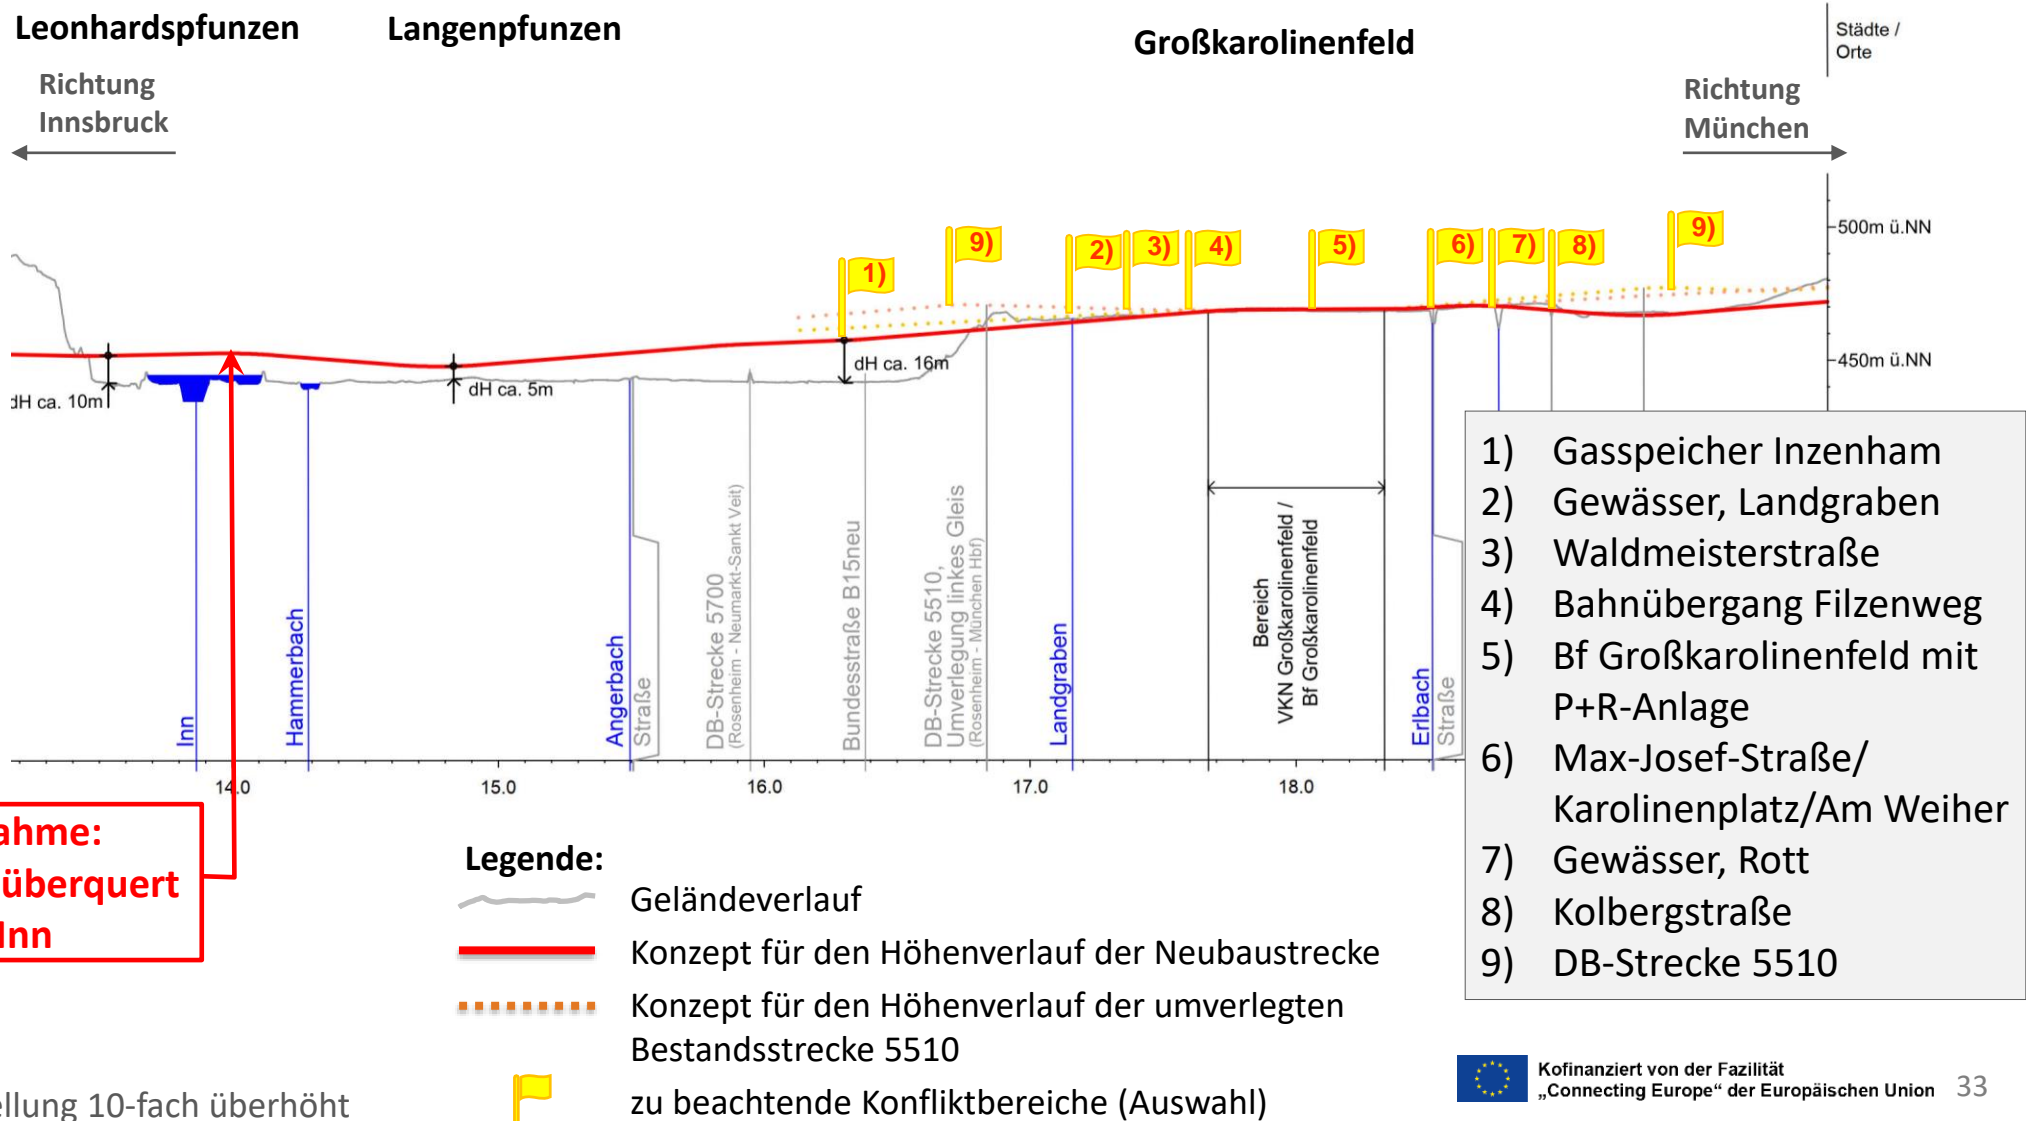 Leonhardspfunzen
Langenpfunzen
Großkarolinenfeld
Städte /
Orte
Richtung
Innsbruck
Richtung
München
500m ü.NN
450m ü.NN
1)
9)
2)
3)
4)
5)
6)
7)
8)
9)
dH ca. 10m
dH ca. 5m
dH ca. 16m
Inn
Hammerbach
Angerbach
Straße
DB-Strecke 5700
(Rosenheim - Neumarkt-Sankt Veit)
Bundesstraße B15neu
DB-Strecke 5510,
Umverlegung linkes Gleis
(Rosenheim - München Hbf)
Landgraben
Bereich
VKN Großkarolinenfeld /
Bf Großkarolinenfeld
Erlbach
Straße
14.0
15.0
16.0
17.0
18.0
1) Gasspeicher Inzenham
2) Gewässer, Landgraben
3) Waldmeisterstraße
4) Bahnübergang Filzenweg
5) Bf Großkarolinenfeld mit
P+R-Anlage
6) Max-Josef-Straße/
Karolinenplatz/Am Weiher
7) Gewässer, Rott
8) Kolbergstraße
9) DB-Strecke 5510
ahme:
überquert
Inn
Legende:
Geländeverlauf
Konzept für den Höhenverlauf der Neubaustrecke
Konzept für den Höhenverlauf der umverlegten
Bestandsstrecke 5510
zu beachtende Konfliktbereiche (Auswahl)
ellung 10-fach überhöht
Kofinanziert von der Fazilität
„Connecting Europe“ der Europäischen Union
33